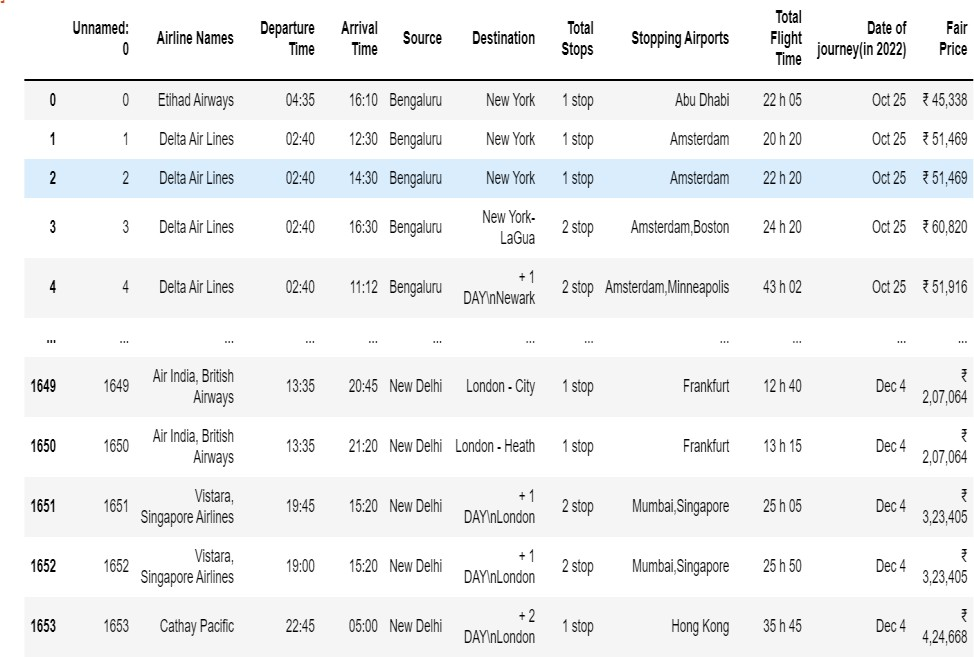 Unnamed: 0 Airline Names Departure Time Arrival Time Source Destination Total Stops Stopping Airports Total Flight Time Date of journey(in 2022) Fair Price
0 0 Etihad Airways 04:35 16:10 Bengaluru New York 1 stop Abu Dhabi 22 h 05 Oct 25 ₹ 45,338
1 1 Delta Air Lines 02:40 12:30 Bengaluru New York 1 stop Amsterdam 20 h 20 Oct 25 ₹ 51,469
2 2 Delta Air Lines 02:40 14:30 Bengaluru New York 1 stop Amsterdam 22 h 20 Oct 25 ₹ 51,469
3 3 Delta Air Lines 02:40 16:30 Bengaluru New York-LaGua 2 stop Amsterdam,Boston 24 h 20 Oct 25 ₹ 60,820
4 4 Delta Air Lines 02:40 11:12 Bengaluru + 1 DAY\nNewark 2 stop Amsterdam,Minneapolis 43 h 02 Oct 25 ₹ 51,916
... ... ... ... ... ... ... ... ... ... ... ...
1649 1649 Air India, British Airways 13:35 20:45 New Delhi London - City 1 stop Frankfurt 12 h 40 Dec 4 ₹ 2,07,064
1650 1650 Air India, British Airways 13:35 21:20 New Delhi London - Heath 1 stop Frankfurt 13 h 15 Dec 4 ₹ 2,07,064
1651 1651 Vistara, Singapore Airlines 19:45 15:20 New Delhi + 1 DAY\nLondon 2 stop Mumbai,Singapore 25 h 05 Dec 4 ₹ 3,23,405
1652 1652 Vistara, Singapore Airlines 19:00 15:20 New Delhi + 1 DAY\nLondon 2 stop Mumbai,Singapore 25 h 50 Dec 4 ₹ 3,23,405
1653 1653 Cathay Pacific 22:45 05:00 New Delhi + 2 DAY\nLondon 1 stop Hong Kong 35 h 45 Dec 4 ₹ 4,24,668